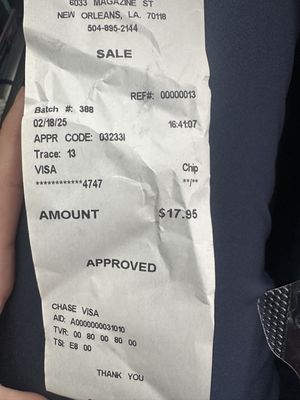 6033 MAGAZINE ST
NEW ORLEANS, LA. 70118
504-895-2144
SALE
REF#: 00000013
Batch #: 388
02/18/25 16:41:07
APPR CODE: 03233I
Trace: 13
VISA Chip
************4747 **/**
AMOUNT $17.95
APPROVED
CHASE VISA
AID: A0000000031010
TVR: 00 80 00 80 00
TSI: E8 00
THANK YOU